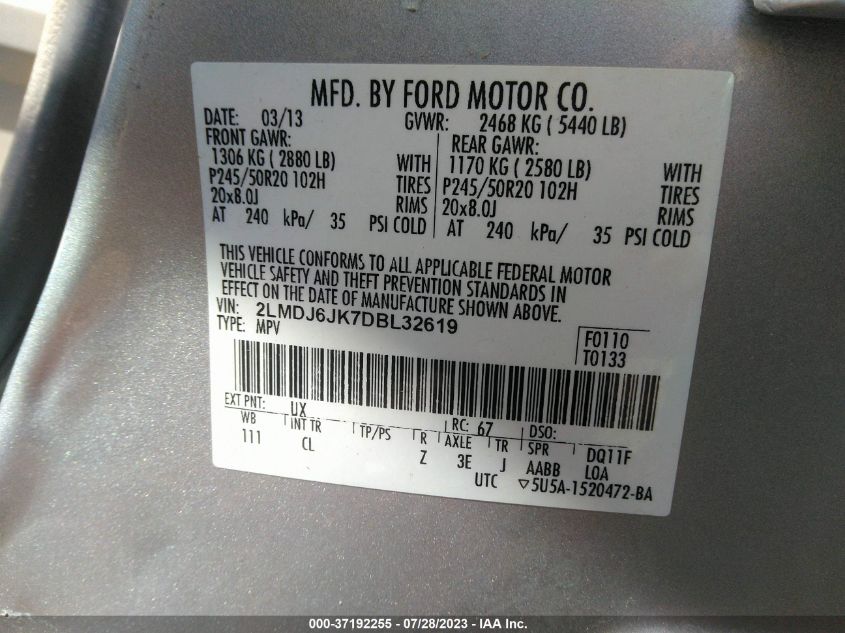 MFD. BY FORD MOTOR CO.
DATE: 03/13 GVWR: 2468 KG ( 5440 LB)
FRONT GAWR: REAR GAWR:
1306 KG ( 2880 LB) WITH 1170 KG ( 2580 LB) WITH
P245/50R20 102H TIRES P245/50R20 102H TIRES
20x8.0J RIMS 20x8.0J RIMS
AT 240 kPa/ 35 PSI COLD AT 240 kPa/ 35 PSI COLD
THIS VEHICLE CONFORMS TO ALL APPLICABLE FEDERAL MOTOR
VEHICLE SAFETY AND THEFT PREVENTION STANDARDS IN
EFFECT ON THE DATE OF MANUFACTURE SHOWN ABOVE.
VIN: 2LMDJ6JK7DBL32619
TYPE: MPV
F0110
T0133
EXT PNT: UX RC: 67 DSO:
WB INT TR TP/PS R AXLE TR SPR DQ11F
111 CL Z 3E J AABB LOA
UTC ▽5U5A-1520472-BA
000-37192255 - 07/28/2023 - IAA Inc.